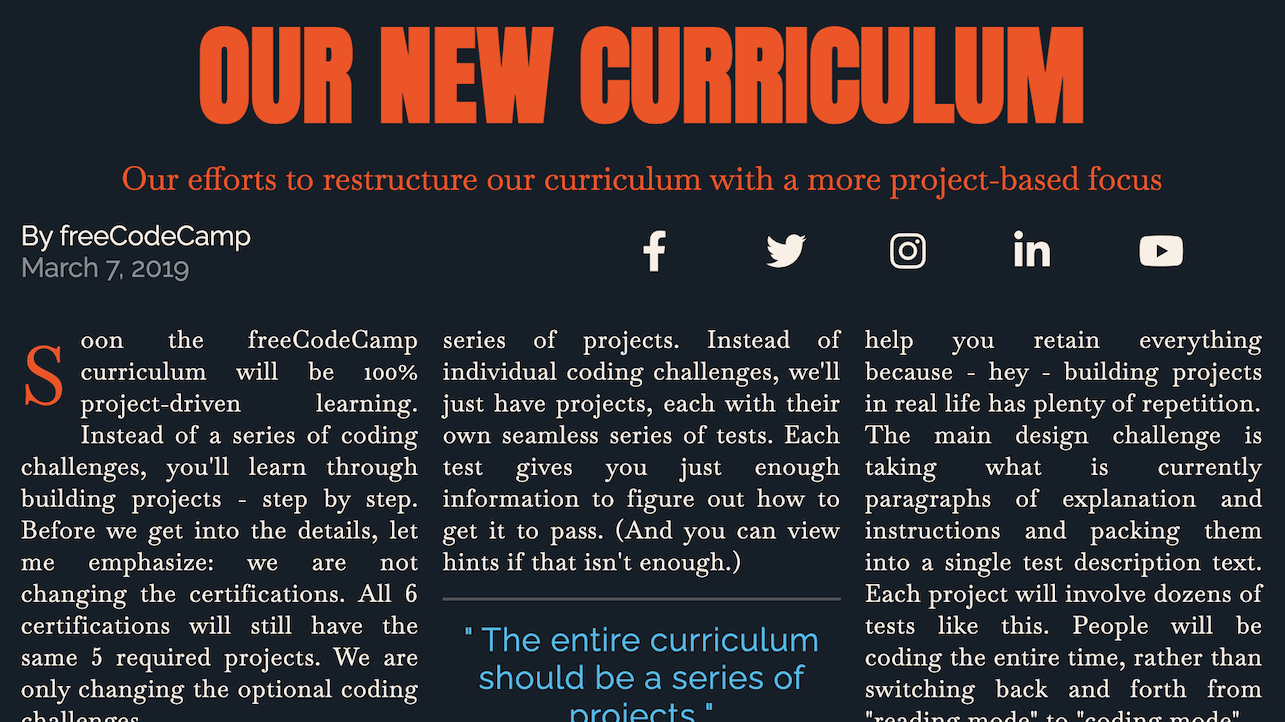 OUR NEW CURRICULUM
Our efforts to restructure our curriculum with a more project-based focus
By freeCodeCamp
March 7, 2019
Soon the freeCodeCamp
curriculum will be 100%
project-driven learning.
Instead of a series of coding
challenges, you'll learn through
building projects - step by step.
Before we get into the details, let
me emphasize: we are not
changing the certifications. All 6
certifications will still have the
same 5 required projects. We are
only changing the optional coding
challenges.
series of projects. Instead of
individual coding challenges, we'll
just have projects, each with their
own seamless series of tests. Each
test gives you just enough
information to figure out how to
get it to pass. (And you can view
hints if that isn't enough.)
" The entire curriculum
should be a series of
projects "
help you retain everything
because - hey - building projects
in real life has plenty of repetition.
The main design challenge is
taking what is currently
paragraphs of explanation and
instructions and packing them
into a single test description text.
Each project will involve dozens of
tests like this. People will be
coding the entire time, rather than
switching back and forth from
"reading mode" to "coding mode".